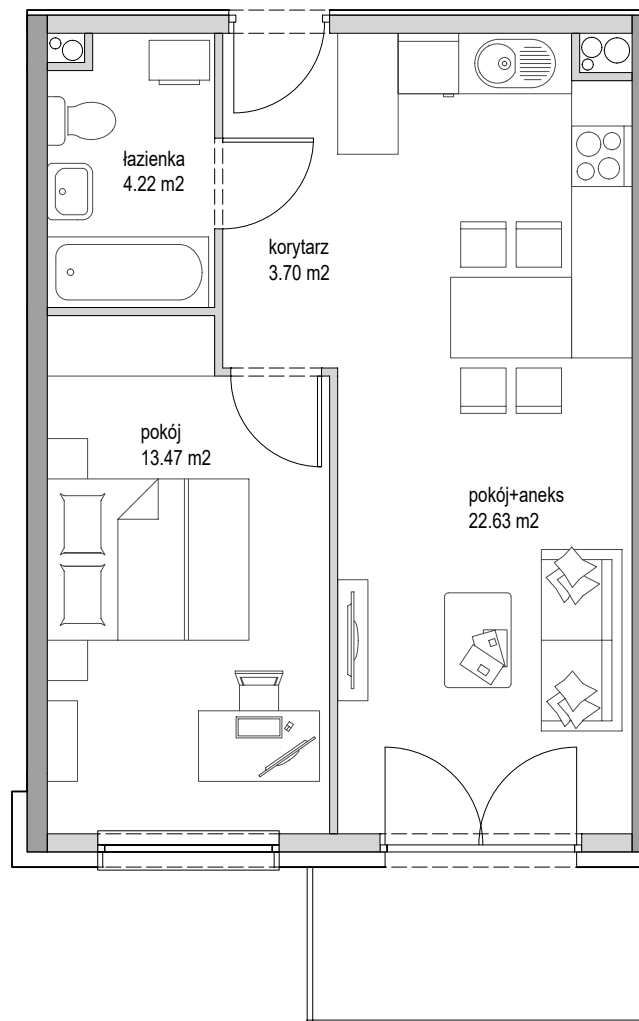 łazienka
4.22 m2
korytarz
3.70 m2
pokój
13.47 m2
pokój+aneks
22.63 m2